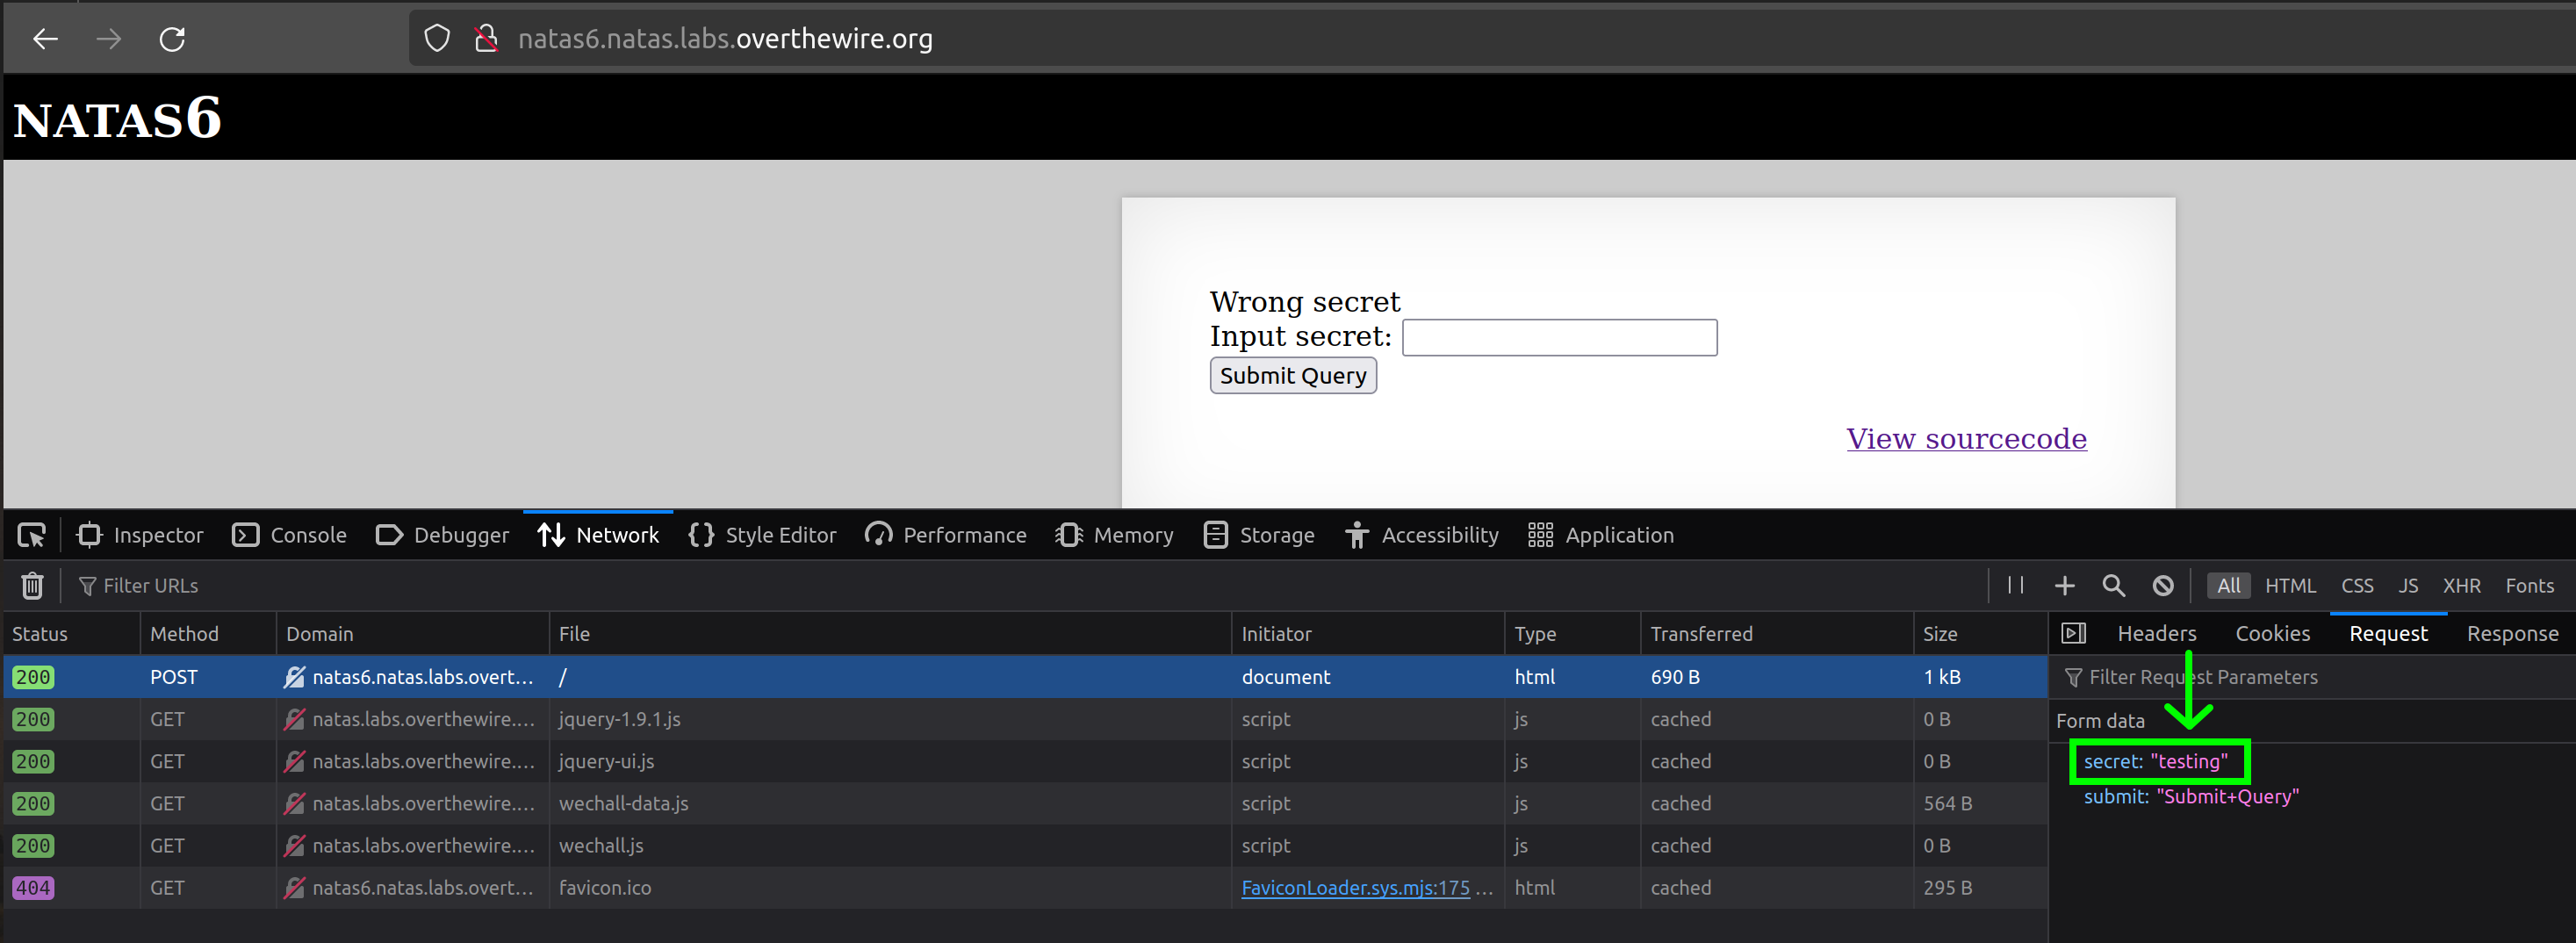 natas6.natas.labs.overthewire.org
NATAS6
Wrong secret
Input secret:
Submit Query
View sourcecode
Inspector Console Debugger Network Style Editor Performance Memory Storage Accessibility Application
Filter URLs All HTML CSS JS XHR Fonts
Status Method Domain File Initiator Type Transferred Size Headers Cookies Request Response
200 POST natas6.natas.labs.overt... / document html 690 B 1 kB
Filter Request Parameters
200 GET natas.labs.overthewire.... jquery-1.9.1.js script js cached 0 B
Form data
200 GET natas.labs.overthewire.... jquery-ui.js script js cached 0 B
secret: "testing"
200 GET natas.labs.overthewire.... wechall-data.js script js cached 564 B
submit: "Submit+Query"
200 GET natas.labs.overthewire.... wechall.js script js cached 0 B
404 GET natas6.natas.labs.overt... favicon.ico FaviconLoader.sys.mjs:175 ... html cached 295 B